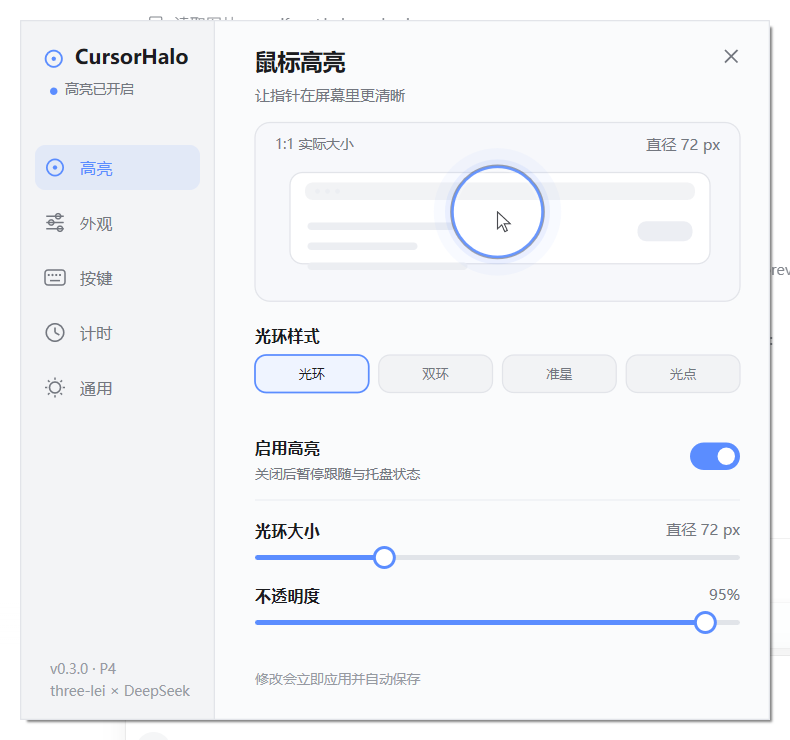 CursorHalo
高亮已开启
高亮
外观
按键
计时
通用
v0.3.0 · P4
three-lei × DeepSeek
鼠标高亮
让指针在屏幕里更清晰
1:1 实际大小
直径 72 px
光环样式
光环
双环
准星
光点
启用高亮
关闭后暂停跟随与托盘状态
光环大小
直径 72 px
不透明度
95%
修改会立即应用并自动保存
rev